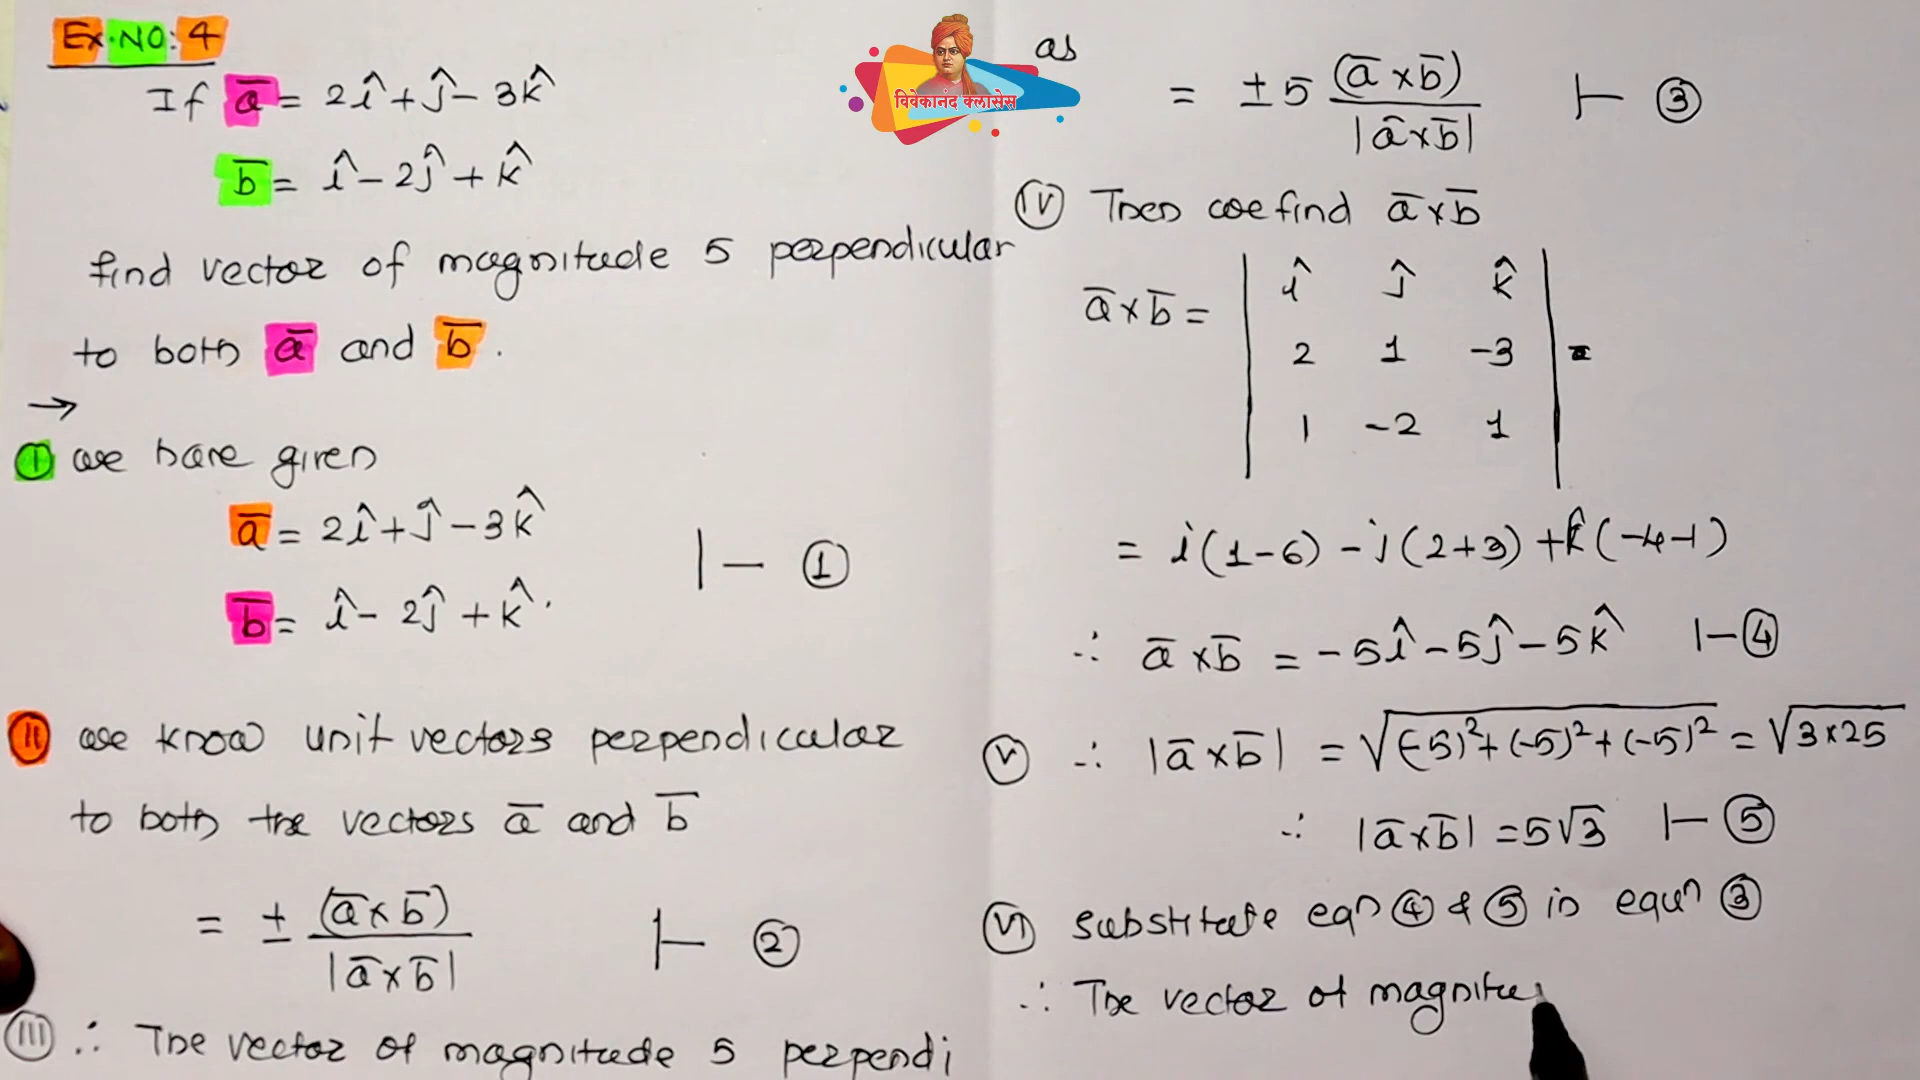 Ex.NO: 4
If a̅ = 2î + ĵ - 3k̂
b̅ = î - 2ĵ + k̂
find vector of magnitude 5 perpendicular
to both a̅ and b̅.
→
(I) we have given
a̅ = 2î + ĵ - 3k̂
b̅ = î - 2ĵ + k̂.
|— (1)
(II) we know unit vectors perpendicular
to both the vectors a̅ and b̅
= ± (a̅ × b̅) / |a̅ × b̅| |— (2)
(III) ∴ The vector of magnitude 5 perpendi
विवेकानंद क्लासेस
as
= ± 5 (a̅ × b̅) / |a̅ × b̅| |— (3)
(IV) Then we find a̅ × b̅
a̅ × b̅ = | î ĵ k̂ |
| 2 1 -3 | =
| 1 -2 1 |
= i(1-6) - j(2+3) + k̂(-4-1)
∴ a̅ × b̅ = -5î - 5ĵ - 5k̂ |— (4)
(V) ∴ |a̅ × b̅| = √(-5)² + (-5)² + (-5)² = √3×25
∴ |a̅ × b̅| = 5√3 |— (5)
(VI) substitute eqn (4) & (5) in equn (3)
∴ The vector of magnitu